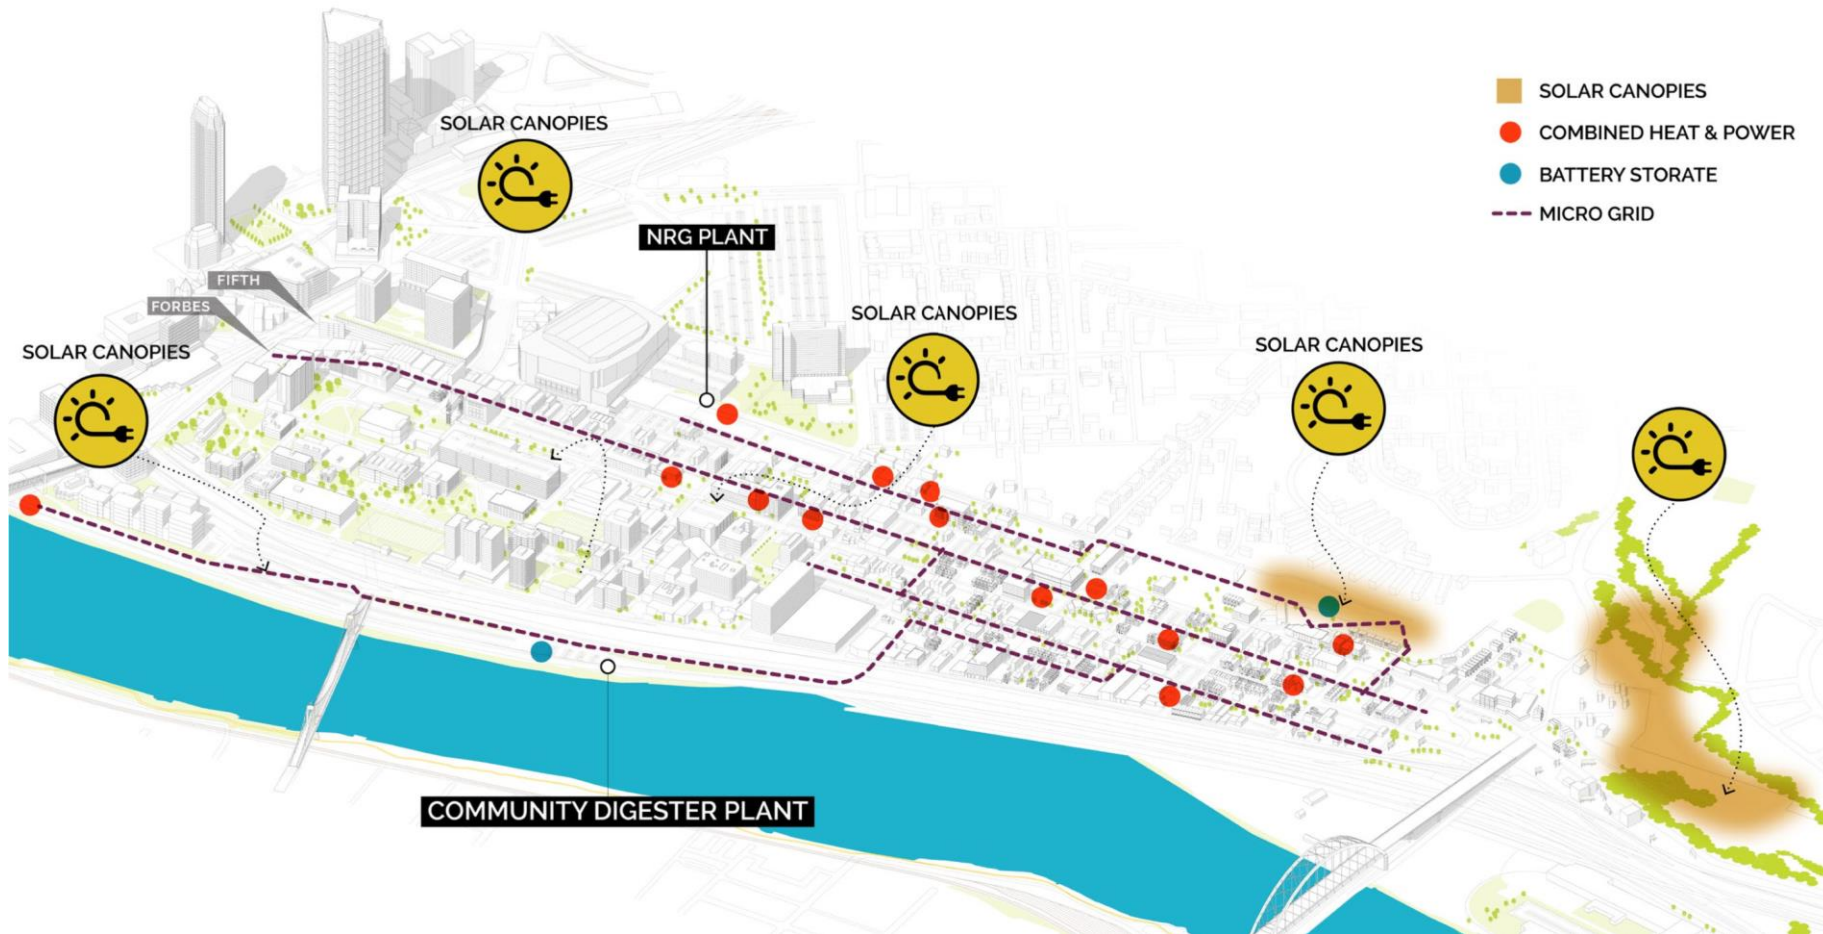 SOLAR CANOPIES
COMBINED HEAT & POWER
BATTERY STORATE
MICRO GRID
SOLAR CANOPIES
NRG PLANT
FIFTH
FORBES
SOLAR CANOPIES
SOLAR CANOPIES
SOLAR CANOPIES
COMMUNITY DIGESTER PLANT